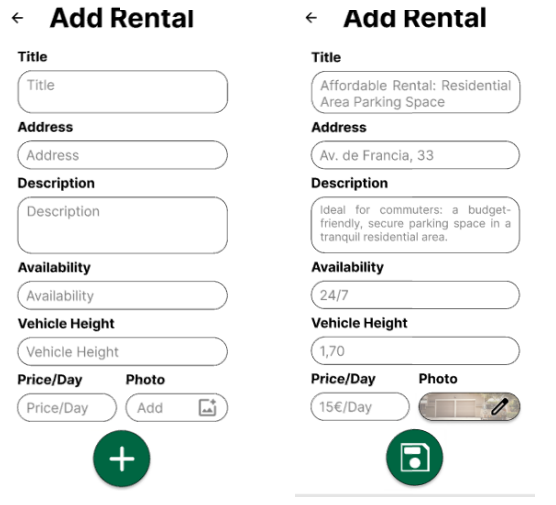 Add Rental
Title
Title
Address
Address
Description
Description
Availability
Availability
Vehicle Height
Vehicle Height
Price/Day Photo
Price/Day Add
Add Rental
Title
Affordable Rental: Residential
Area Parking Space
Address
Av. de Francia, 33
Description
Ideal for commuters: a budget-
friendly, secure parking space in a
tranquil residential area.
Availability
24/7
Vehicle Height
1,70
Price/Day Photo
15€/Day